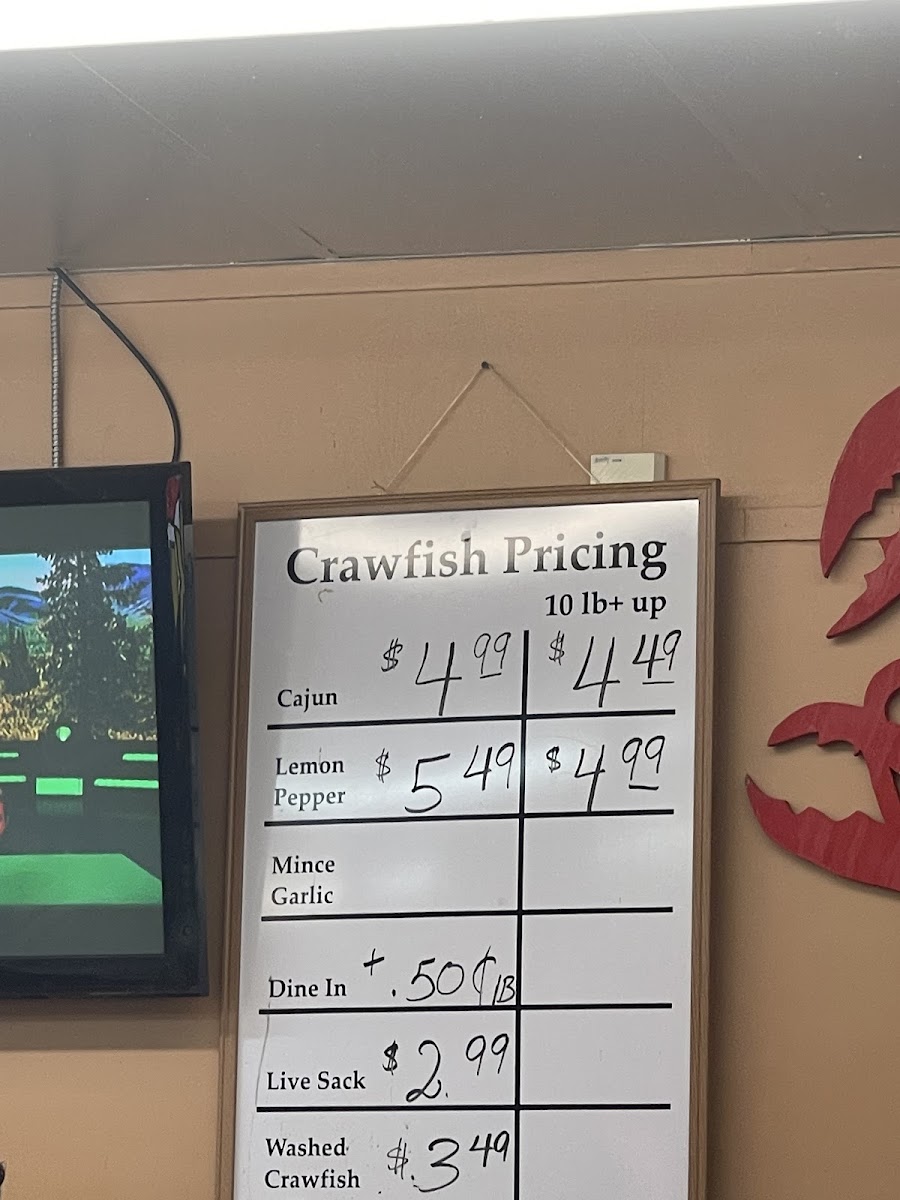 Crawfish Pricing
10 lb+ up
Cajun $4.99 $4.49
Lemon
Pepper $5.49 $4.99
Mince
Garlic
Dine In + .50¢/LB
Live Sack $2.99
Washed
Crawfish $.3.49